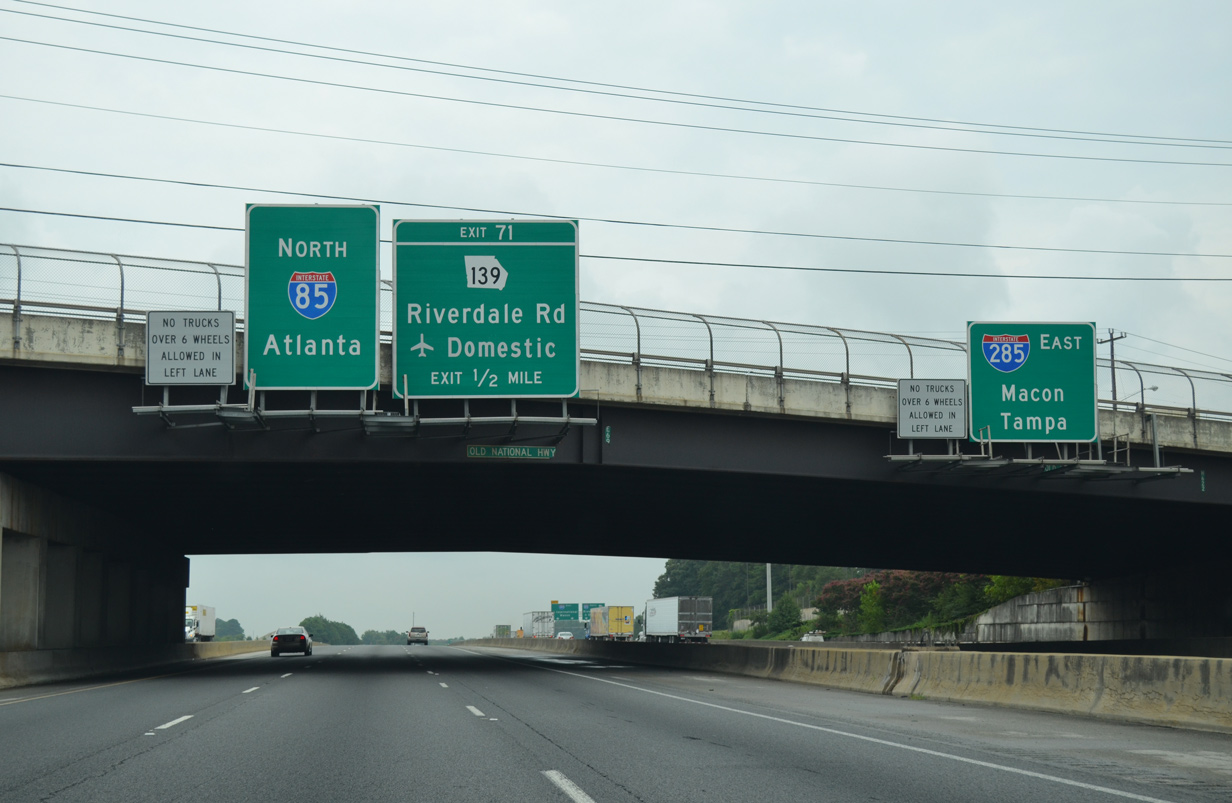 NO TRUCKS
OVER 6 WHEELS
ALLOWED IN
LEFT LANE
NORTH
INTERSTATE
85
Atlanta
EXIT 71
139
Riverdale Rd
Domestic
EXIT 1/2 MILE
OLD NATIONAL HWY
NO TRUCKS
OVER 6 WHEELS
ALLOWED IN
LEFT LANE
INTERSTATE
285
EAST
Macon
Tampa